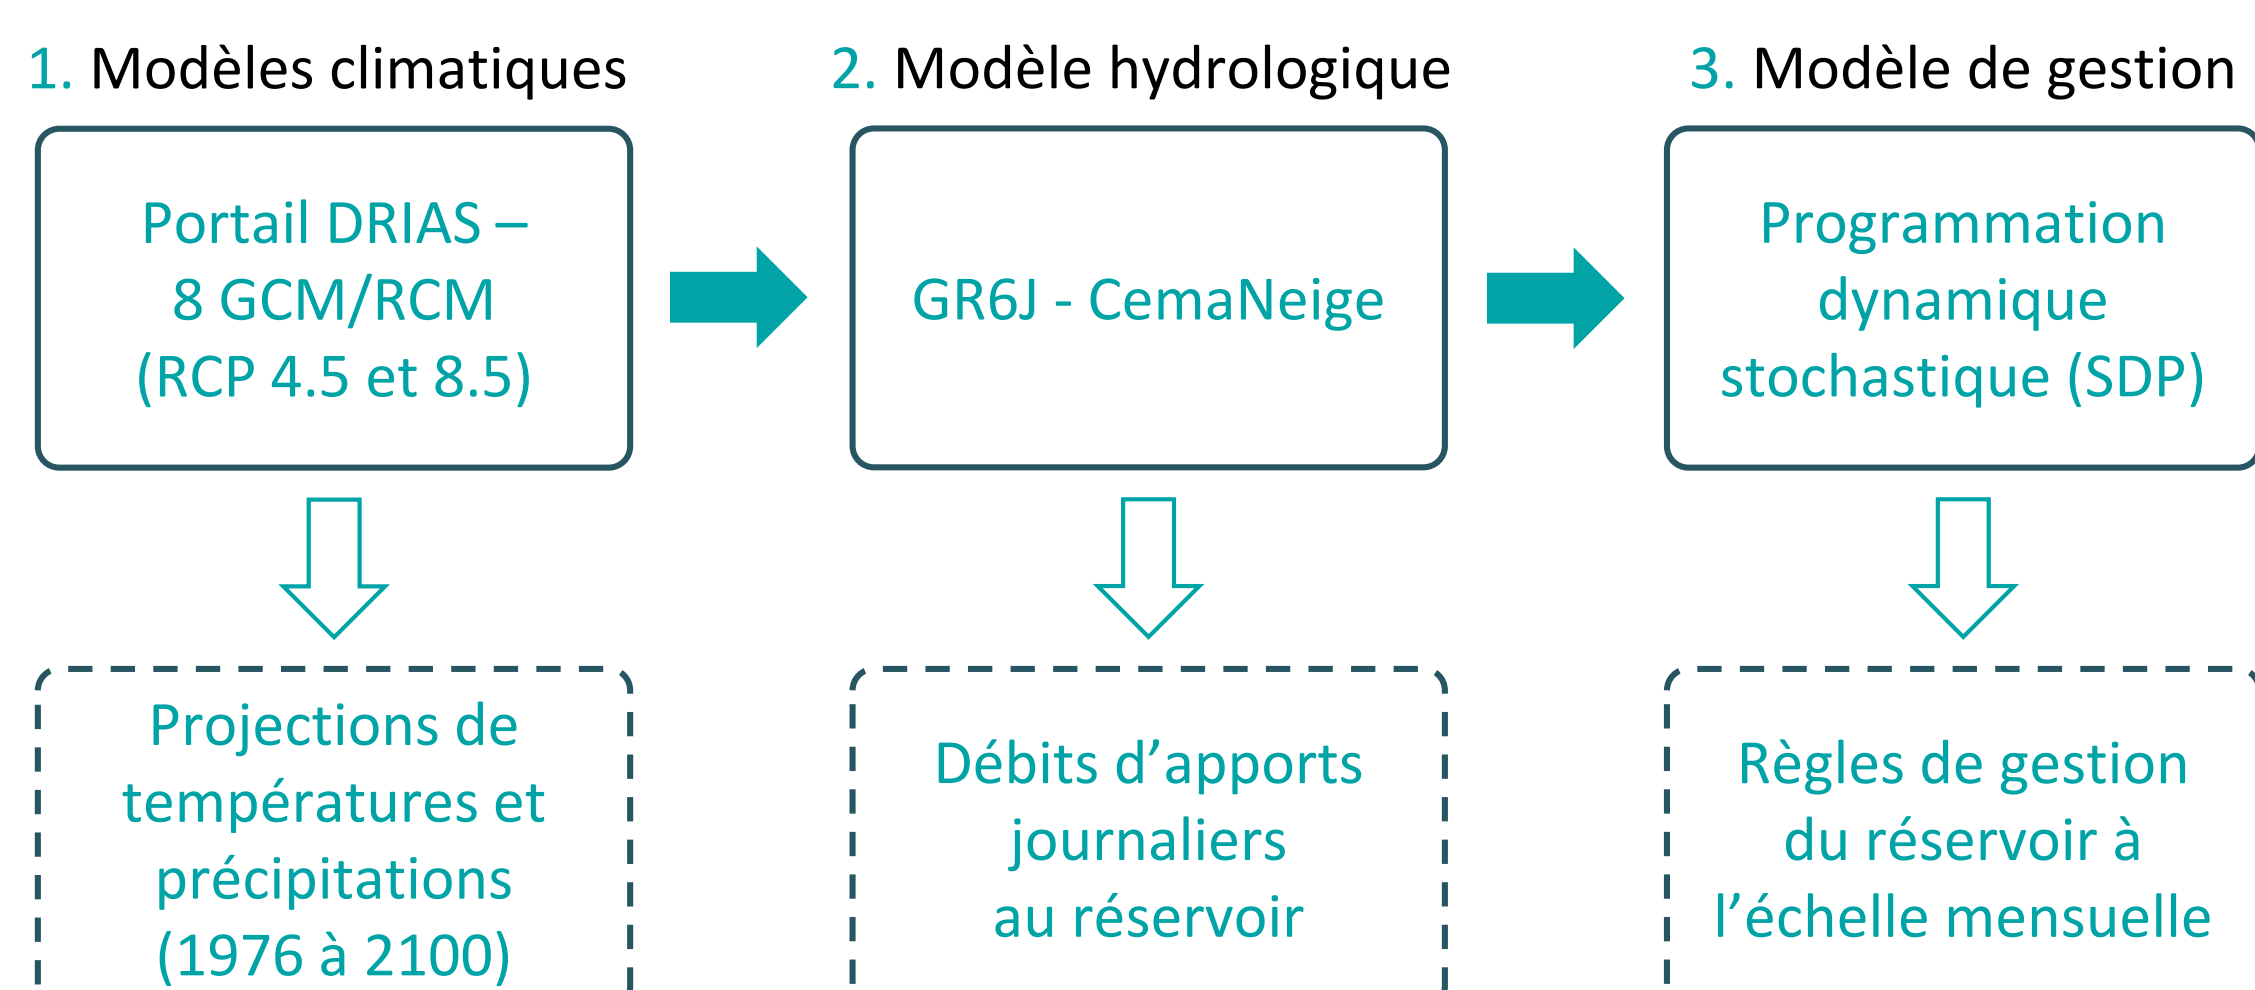 1. Modèles climatiques
Portail DRIAS –
8 GCM/RCM
(RCP 4.5 et 8.5)
Projections de
températures et
précipitations
(1976 à 2100)
2. Modèle hydrologique
GR6J - CemaNeige
Débits d’apports
journaliers
au réservoir
3. Modèle de gestion
Programmation
dynamique
stochastique (SDP)
Règles de gestion
du réservoir à
l’échelle mensuelle